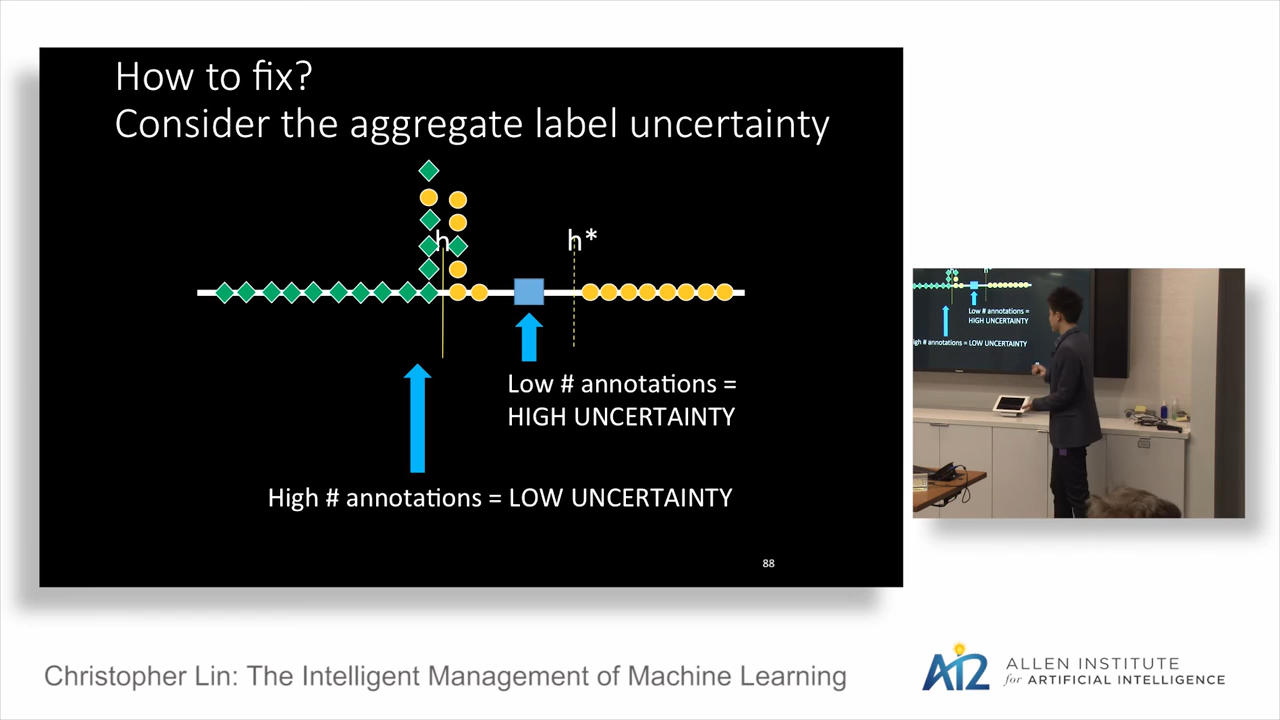 How to fix?
Consider the aggregate label uncertainty
h
h*
Low # annotations =
HIGH UNCERTAINTY
High # annotations = LOW UNCERTAINTY
88
Low # annotations =
HIGH UNCERTAINTY
igh # annotations = LOW UNCERTAINTY
Christopher Lin: The Intelligent Management of Machine Learning
AI2
ALLEN INSTITUTE
for ARTIFICIAL INTELLIGENCE